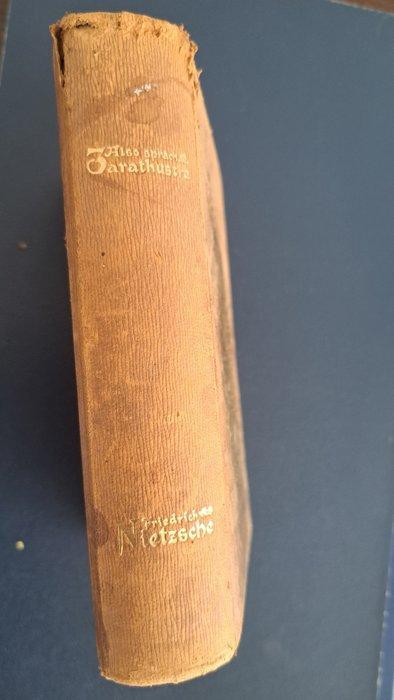 Also sprach
Zarathustra
Friedrich
Nietzsche